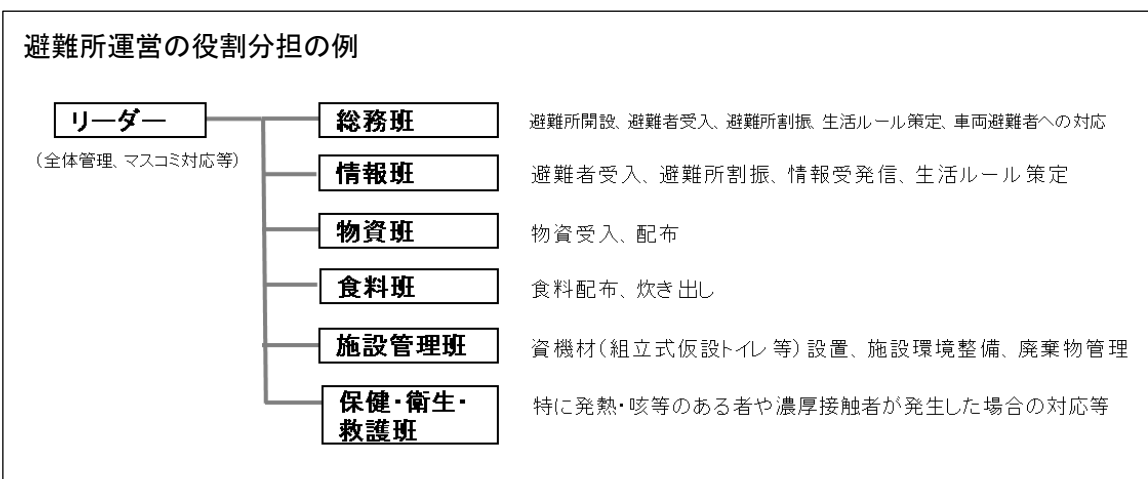 避難所運営の役割分担の例
リーダー
(全体管理、マスコミ対応等)
総務班
避難所開設、避難者受入、避難所割振、生活ルール策定、車両避難者への対応
情報班
避難者受入、避難所割振、情報受発信、生活ルール策定
物資班
物資受入、配布
食料班
食料配布、炊き出し
施設管理班
資機材(組立式仮設トイレ等)設置、施設環境整備、廃棄物管理
保健・衛生・
救護班
特に発熱・咳等のある者や濃厚接触者が発生した場合の対応等